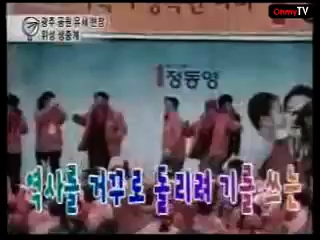 OhmyTV
광주 공원 유세 현장
위성 생중계
정동영
역사를 거꾸로 돌리려 기를 쓰는